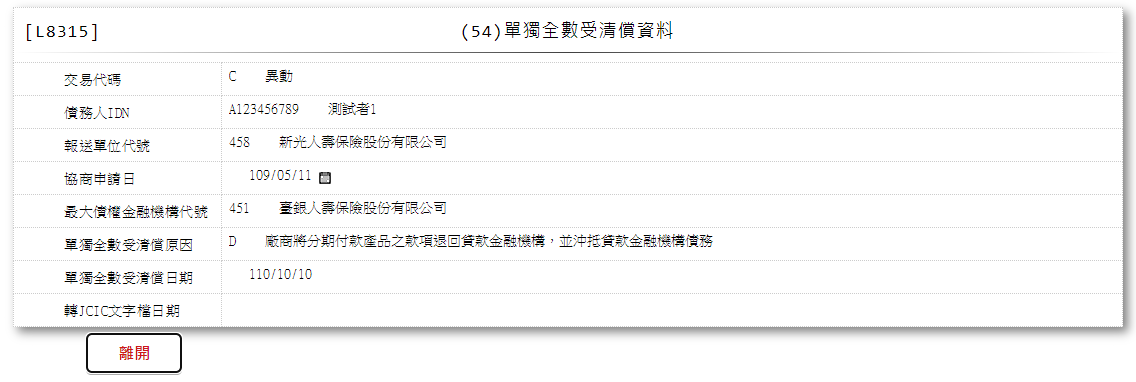 [L8315] (54)單獨全數受清償資料
交易代碼 C 異動
債務人IDN A123456789 測試者1
報送單位代號 458 新光人壽保險股份有限公司
協商申請日 109/05/11
最大債權金融機構代號 451 臺銀人壽保險股份有限公司
單獨全數受清償原因 D 廠商將分期付款產品之款項退回貸款金融機構，並沖抵貸款金融機構債務
單獨全數受清償日期 110/10/10
轉JCIC文字檔日期
離開